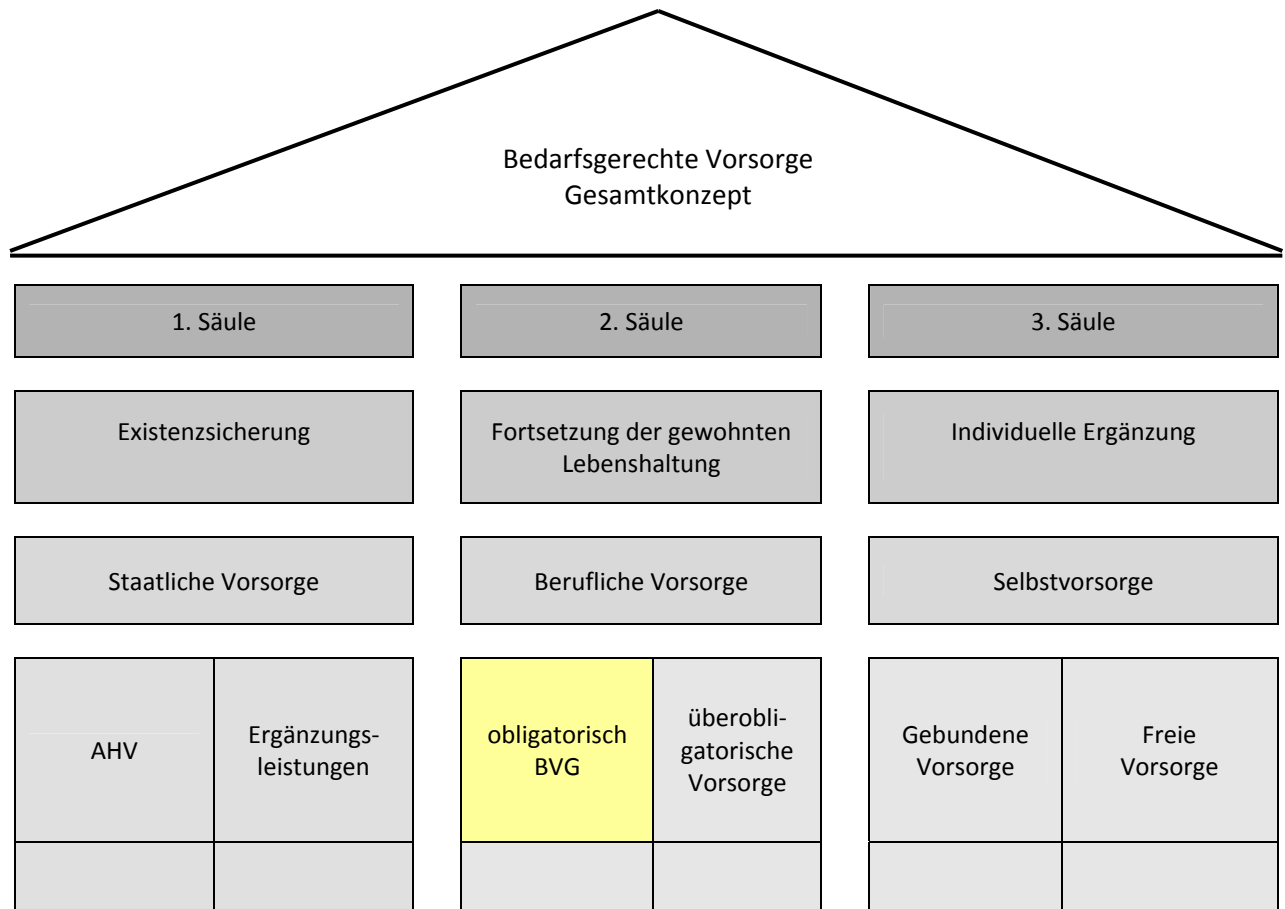 Bedarfsgerechte Vorsorge
Gesamtkonzept
1. Säule
2. Säule
3. Säule
Existenzsicherung
Fortsetzung der gewohnten
Lebenshaltung
Individuelle Ergänzung
Staatliche Vorsorge
Berufliche Vorsorge
Selbstvorsorge
AHV
Ergänzungs-
leistungen
obligatorisch
BVG
überobli-
gatorische
Vorsorge
Gebundene
Vorsorge
Freie
Vorsorge